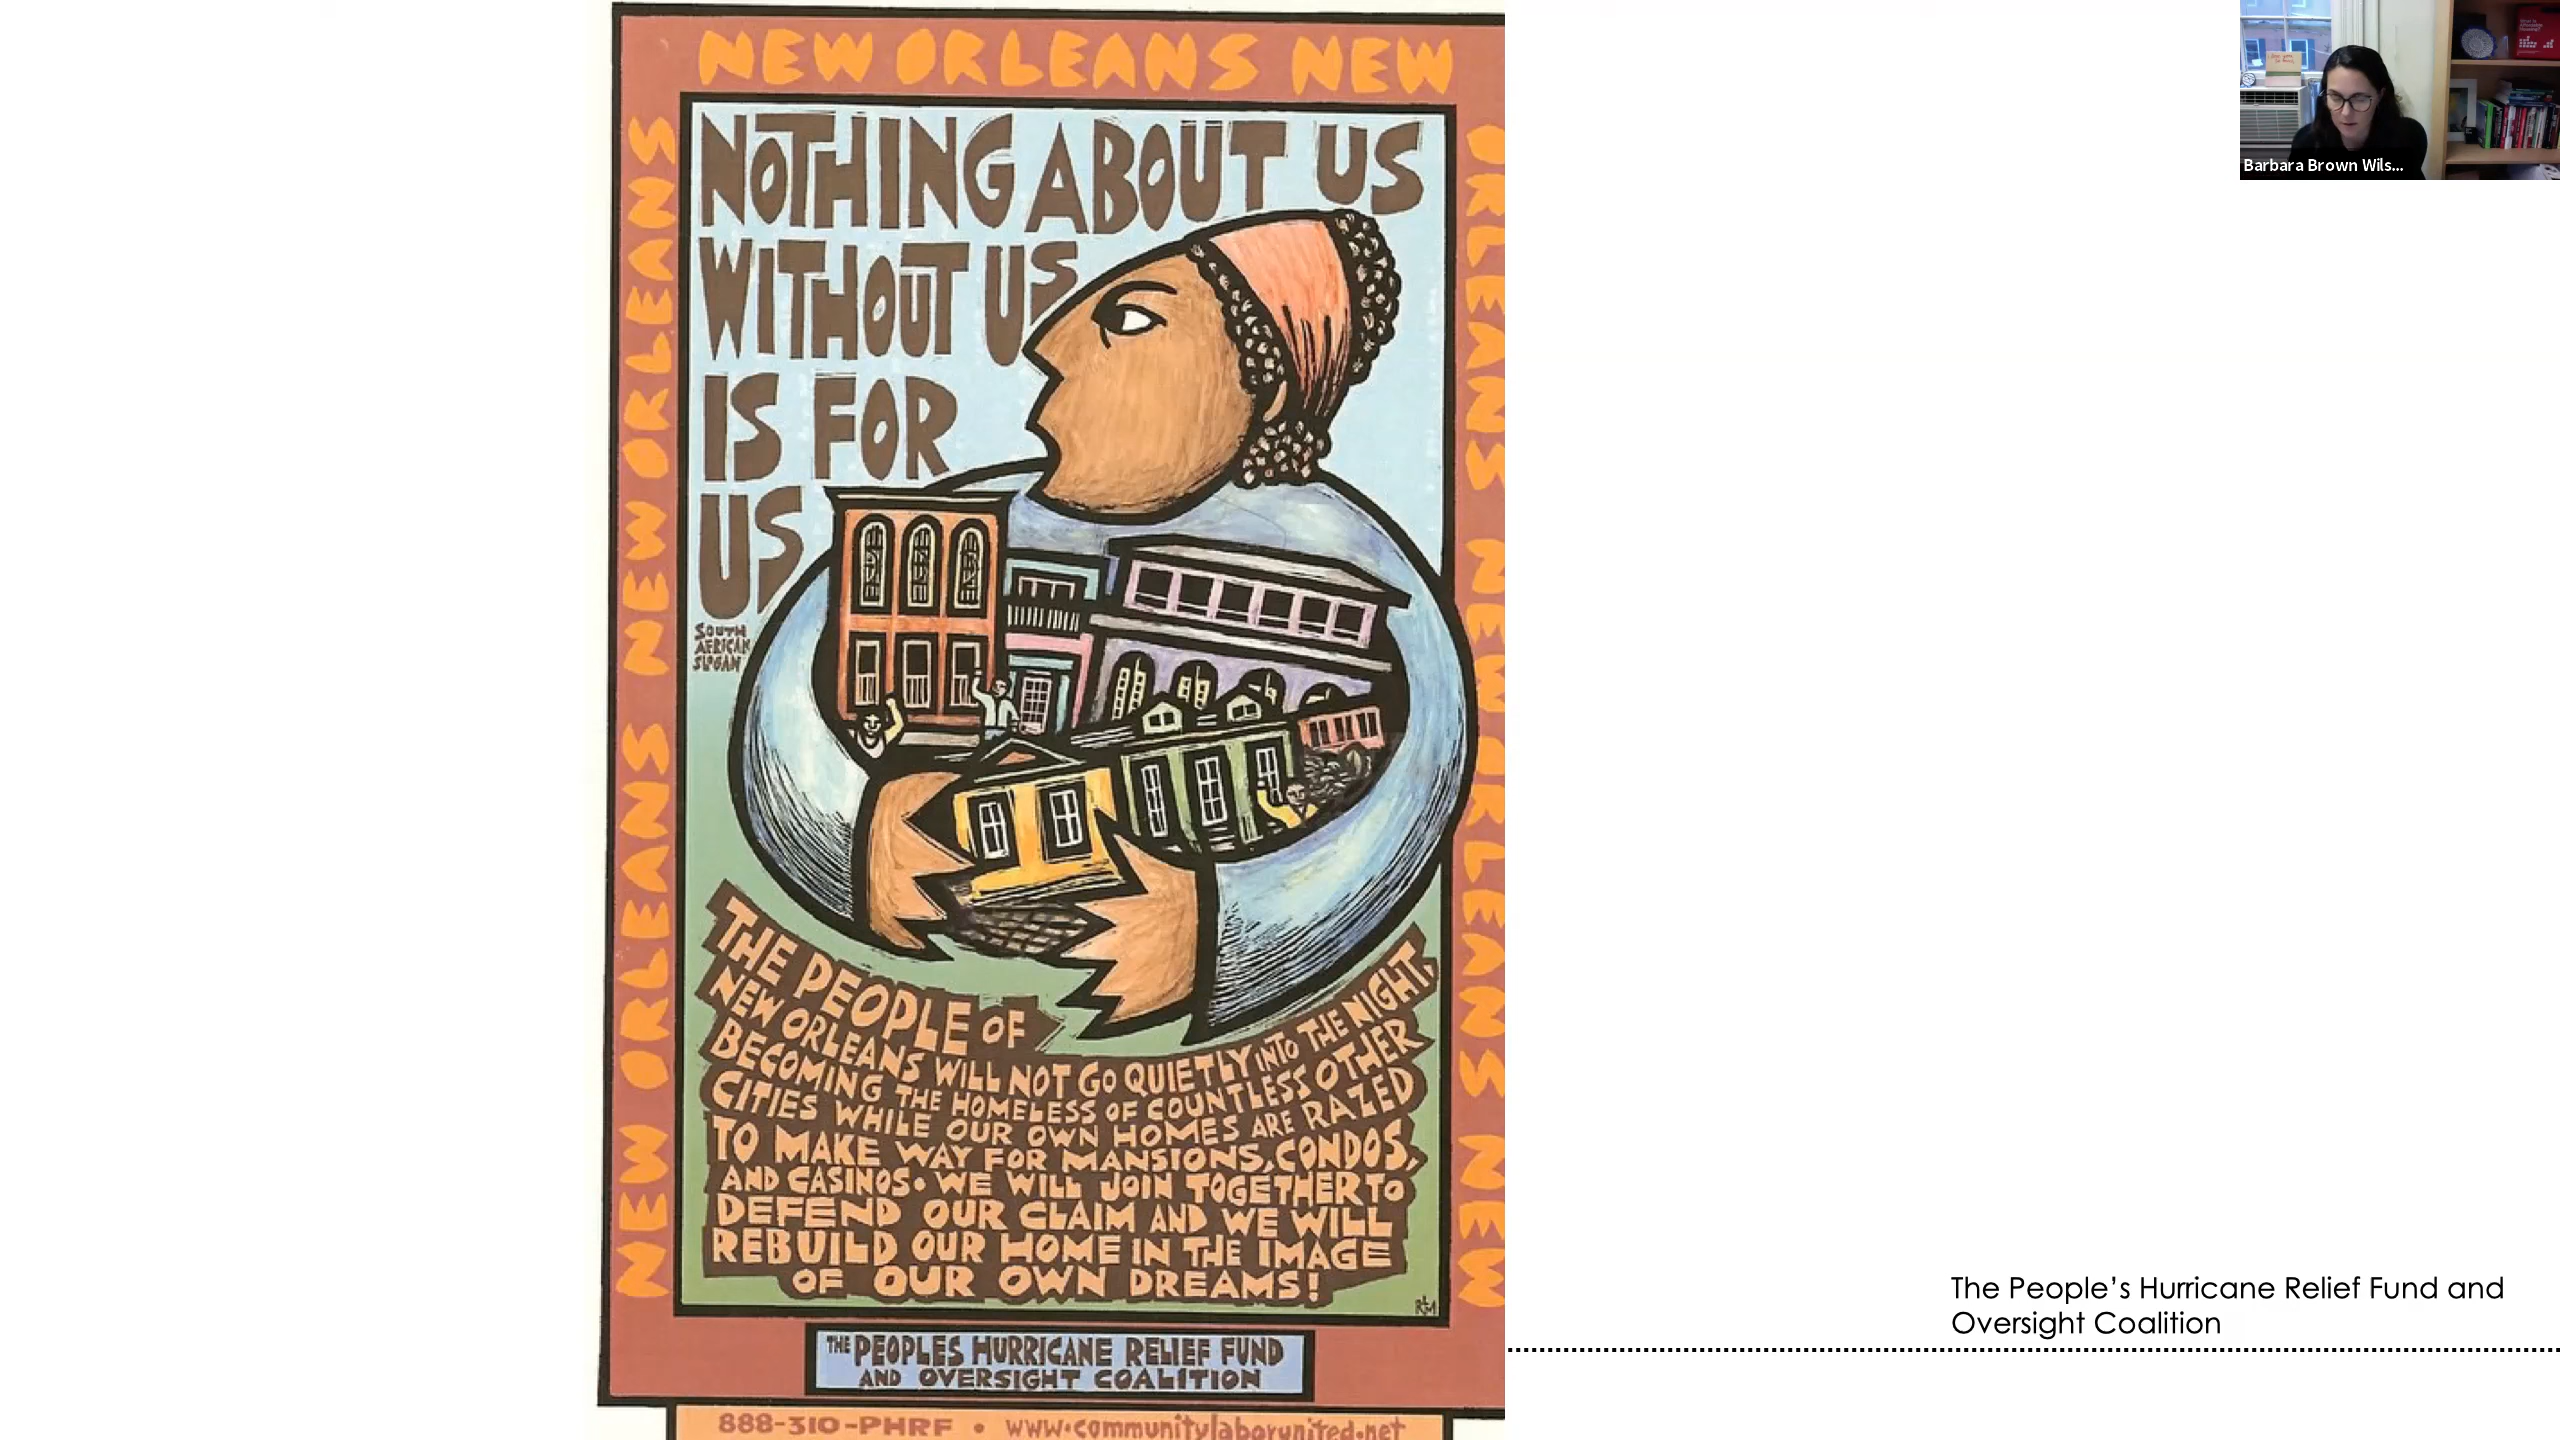 NEW ORLEANS NEW
ORLEANS NEW ORLEANS NEW
NEW ORLEANS NEW ORLEANS
NOTHING ABOUT US
WITHOUT US
IS FOR
US
SOUTH
AFRICAN
SLOGAN
THE PEOPLE OF
NEW ORLEANS WILL NOT GO QUIETLY INTO THE NIGHT,
BECOMING THE HOMELESS OF COUNTLESS OTHER
CITIES WHILE OUR OWN HOMES ARE RAZED
TO MAKE WAY FOR MANSIONS, CONDOS,
AND CASINOS • WE WILL JOIN TOGETHER TO
DEFEND OUR CLAIM AND WE WILL
REBUILD OUR HOME IN THE IMAGE
OF OUR OWN DREAMS!
RLM
THE PEOPLES HURRICANE RELIEF FUND
AND OVERSIGHT COALITION
888-310-PHRF • www.communitylaborunited.net
Barbara Brown Wils...
The People’s Hurricane Relief Fund and
Oversight Coalition